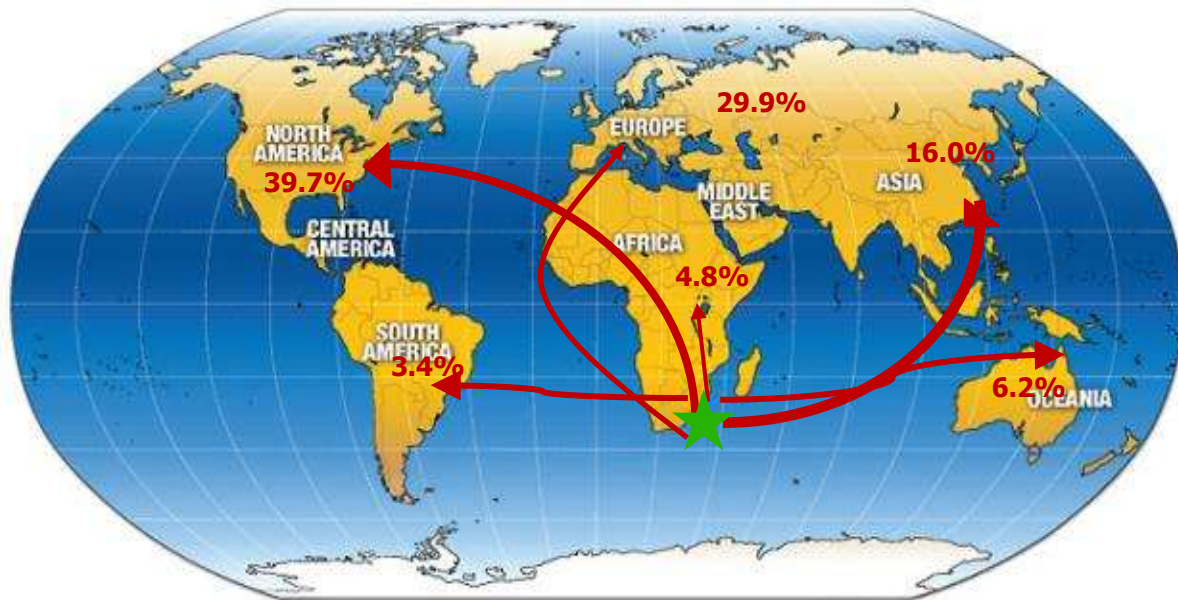 29.9%
EUROPE
NORTH
AMERICA
39.7%
16.0%
ASIA
MIDDLE
EAST
CENTRAL
AMERICA
AFRICA
4.8%
SOUTH
AMERICA
3.4%
6.2%
OCEANIA